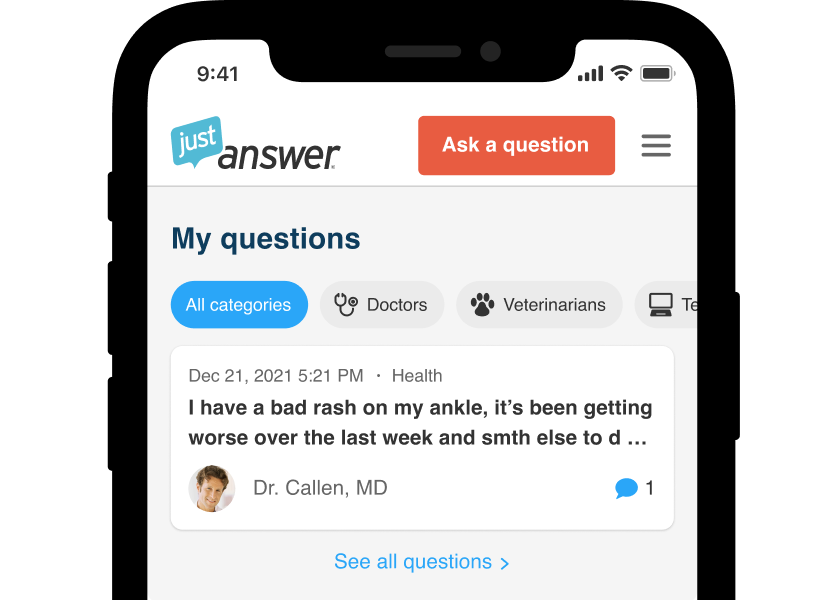 9:41
just
answer
Ask a question
My questions
All categories
Doctors
Veterinarians
Te
Dec 21, 2021 5:21 PM · Health
I have a bad rash on my ankle, it’s been getting
worse over the last week and smth else to d ...
Dr. Callen, MD
1
See all questions >